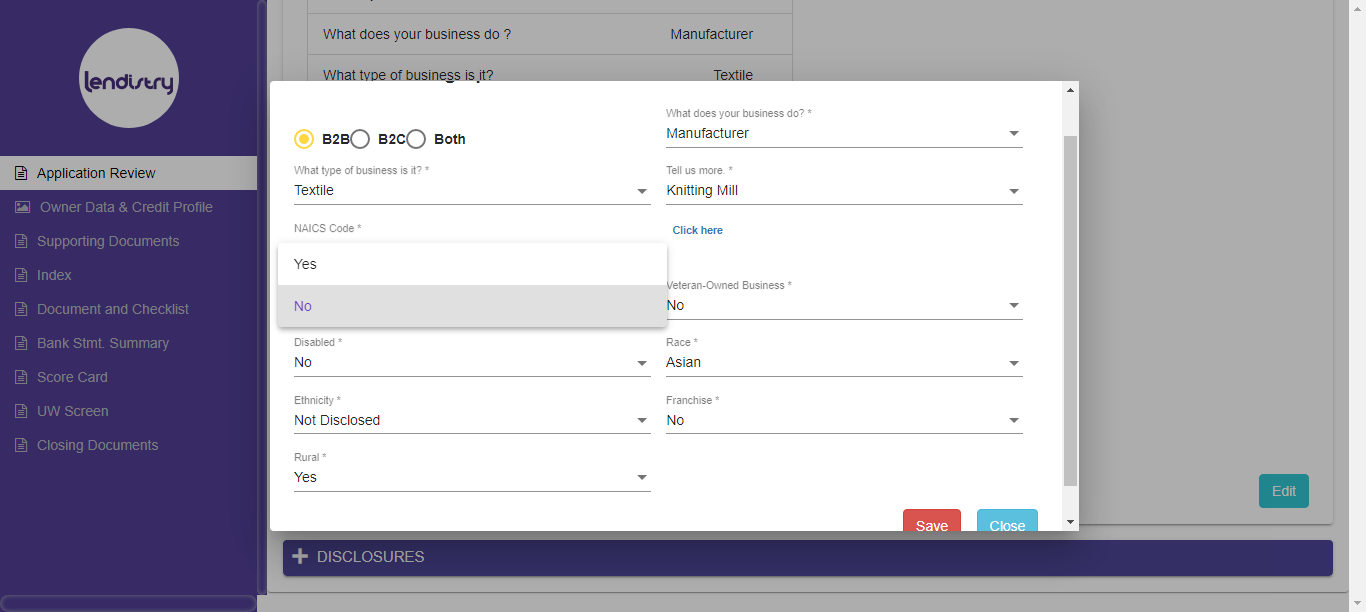 lendistry
Application Review
Owner Data & Credit Profile
Supporting Documents
Index
Document and Checklist
Bank Stmt. Summary
Score Card
UW Screen
Closing Documents
What does your business do ? Manufacturer
What type of business is it? Textile
B2B B2C Both
What does your business do? *
Manufacturer
What type of business is it? *
Textile
Tell us more. *
Knitting Mill
NAICS Code *
Click here
Yes
No
Veteran-Owned Business *
No
Disabled *
No
Race *
Asian
Ethnicity *
Not Disclosed
Franchise *
No
Rural *
Yes
Save Close
Edit
DISCLOSURES